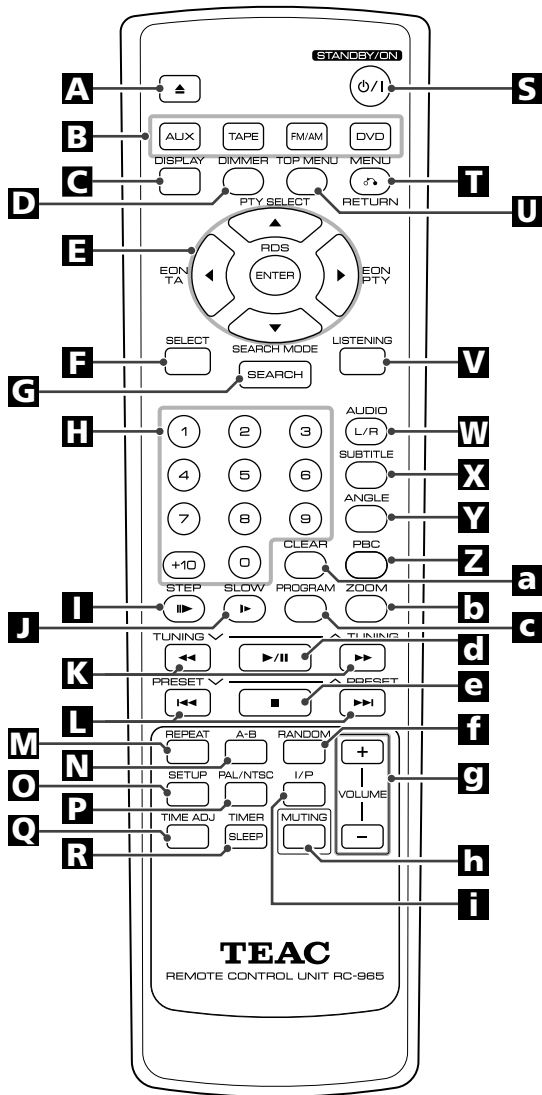 STANDBY/ON
A
S
B
AUX TAPE FM/AM DVD
DISPLAY DIMMER TOP MENU MENU
C
T
D
PTY SELECT RETURN
U
E
RDS
EON TA
ENTER
EON PTY
SELECT LISTENING
SEARCH MODE
F
V
G
SEARCH
AUDIO
H
1 2 3 L/R
W
SUBTITLE
4 5 6
X
ANGLE
7 8 9
Y
CLEAR PBC
Z
+10 0
a
STEP SLOW PROGRAM ZOOM
I
b
J
c
TUNING TUNING
K
d
PRESET PRESET
e
L
f
M
REPEAT A-B RANDOM
+
N
g
O
SETUP PAL/NTSC I/P
VOLUME
P
TIME ADJ TIMER MUTING
Q
SLEEP
−
R
h
i
TEAC
REMOTE CONTROL UNIT RC-965